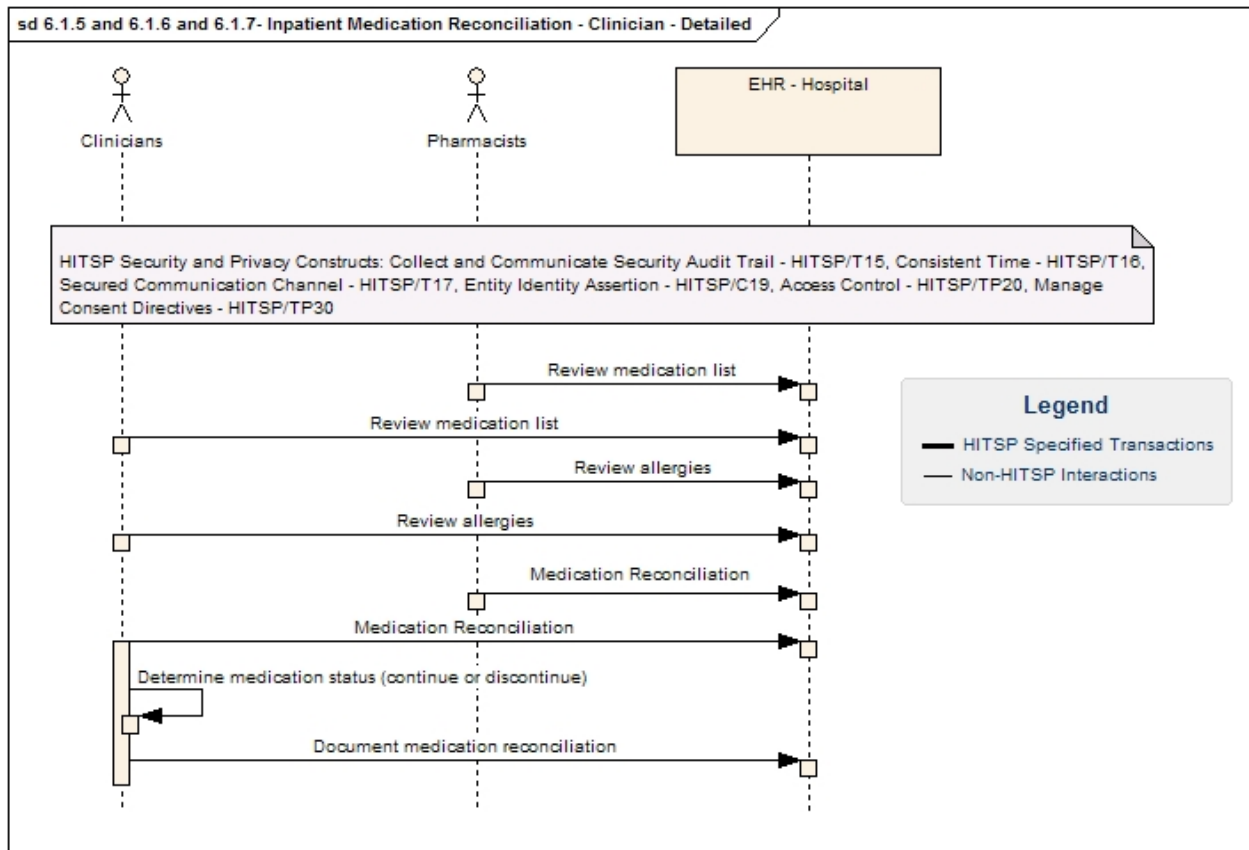 sd 6.1.5 and 6.1.6 and 6.1.7- Inpatient Medication Reconciliation - Clinician - Detailed
Clinicians
Pharmacists
EHR - Hospital
HITSP Security and Privacy Constructs: Collect and Communicate Security Audit Trail - HITSP/T15, Consistent Time - HITSP/T16,
Secured Communication Channel - HITSP/T17, Entity Identity Assertion - HITSP/C19, Access Control - HITSP/TP20, Manage
Consent Directives - HITSP/TP30
Review medication list
Review medication list
Review allergies
Review allergies
Medication Reconciliation
Medication Reconciliation
Determine medication status (continue or discontinue)
Document medication reconciliation
Legend
HITSP Specified Transactions
Non-HITSP Interactions